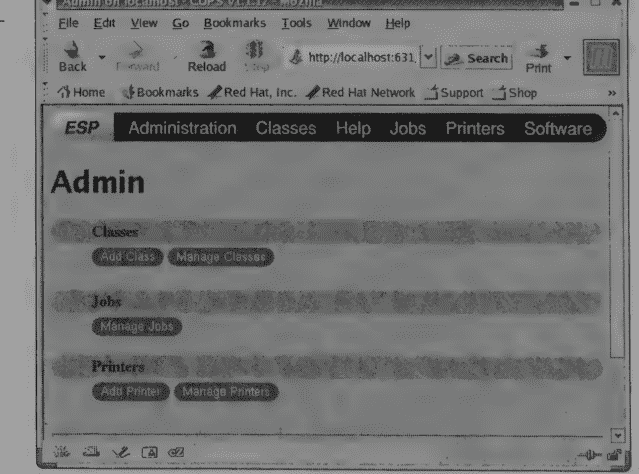 Admin on localhost - CUPS v1.1.17 - Mozilla
File Edit View Go Bookmarks Tools Window Help
Back Forward Reload Stop http://localhost:631, Search Print
Home Bookmarks Red Hat, Inc. Red Hat Network Support Shop »
ESP Administration Classes Help Jobs Printers Software
Admin
Classes
Add Class Manage Classes
Jobs
Manage Jobs
Printers
Add Printer Manage Printers